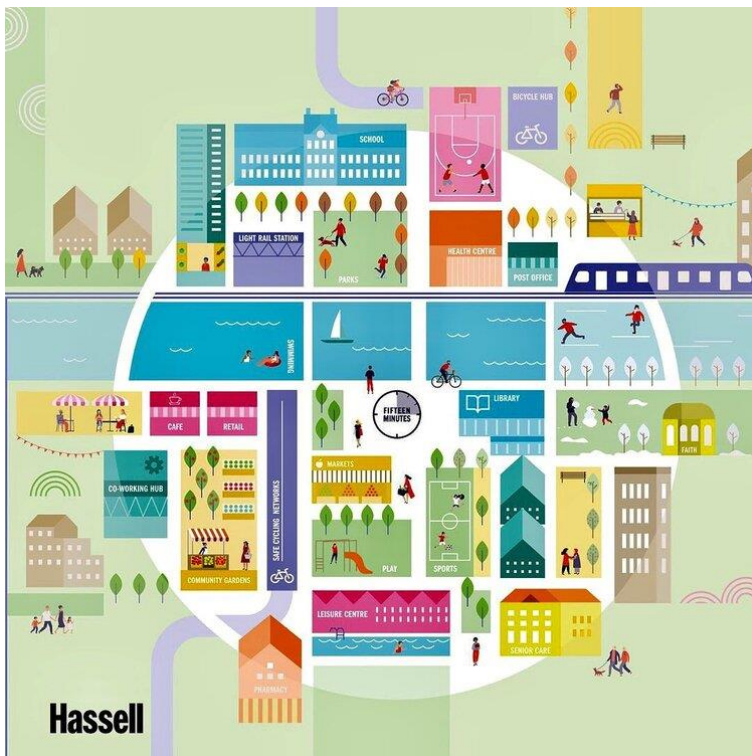 SCHOOL
BICYCLE HUB
LIGHT RAIL STATION
PARKS
HEALTH CENTRE
POST OFFICE
SWIMMING
CAFE
RETAIL
FIFTEEN
MINUTES
LIBRARY
FAITH
CO-WORKING HUB
SAFE CYCLING NETWORKS
MARKETS
COMMUNITY GARDENS
PLAY
SPORTS
LEISURE CENTRE
SENIOR CARE
PHARMACY
Hassell